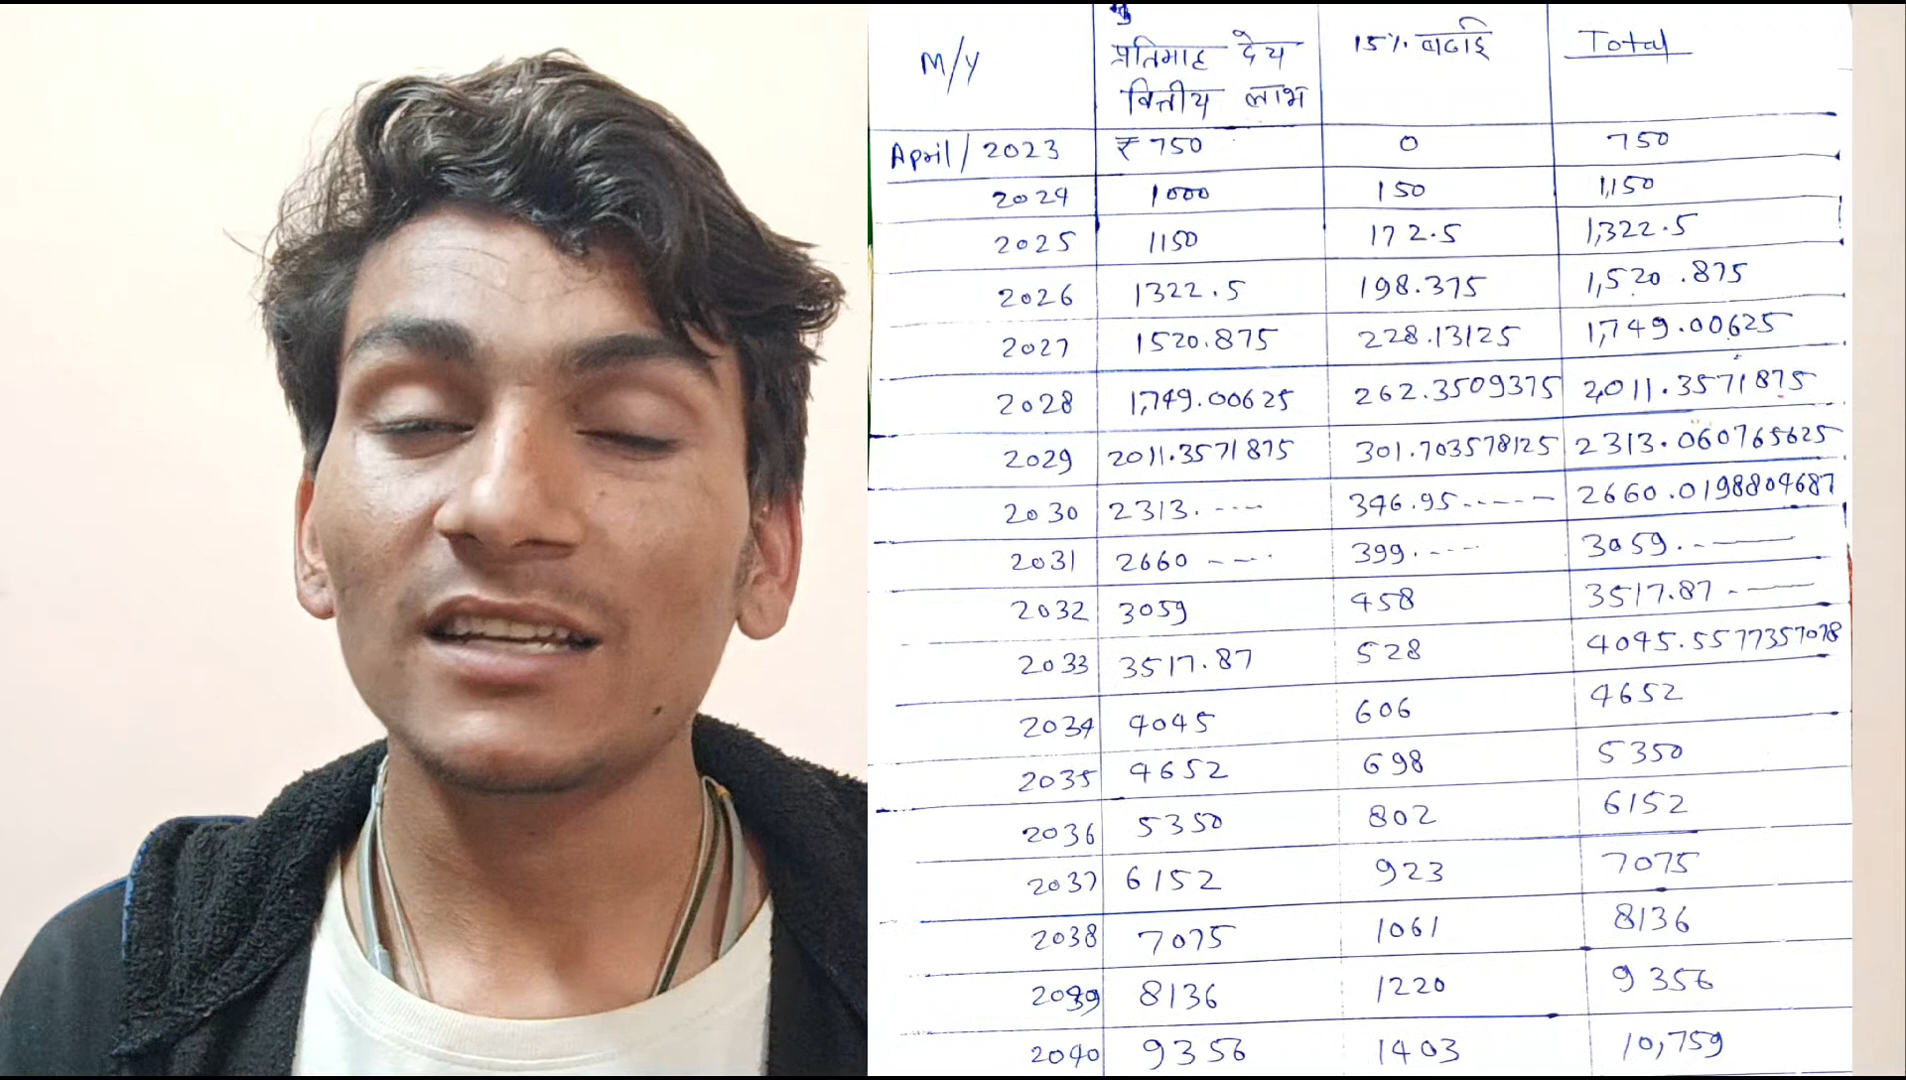 M/Y प्रतिमाह देय वित्तीय लाभ 15% बढाई Total
April/2023 ₹750 0 750
2024 1000 150 1,150
2025 1150 172.5 1,322.5
2026 1322.5 198.375 1,520.875
2027 1520.875 228.13125 1,749.00625
2028 1,749.00625 262.3509375 2,011.3571875
2029 2011.3571875 301.703578125 2313.060765625
2030 2313.---- 346.95----- 2660.0198804687
2031 2660 ---- 399.---- 3059.-—
2032 3059 458 3517.87 -—
2033 3517.87 528 4045.5577357078
2034 4045 606 4652
2035 4652 698 5350
2036 5350 802 6152
2037 6152 923 7075
2038 7075 1061 8136
2039 8136 1220 9356
2040 9356 1403 10,759